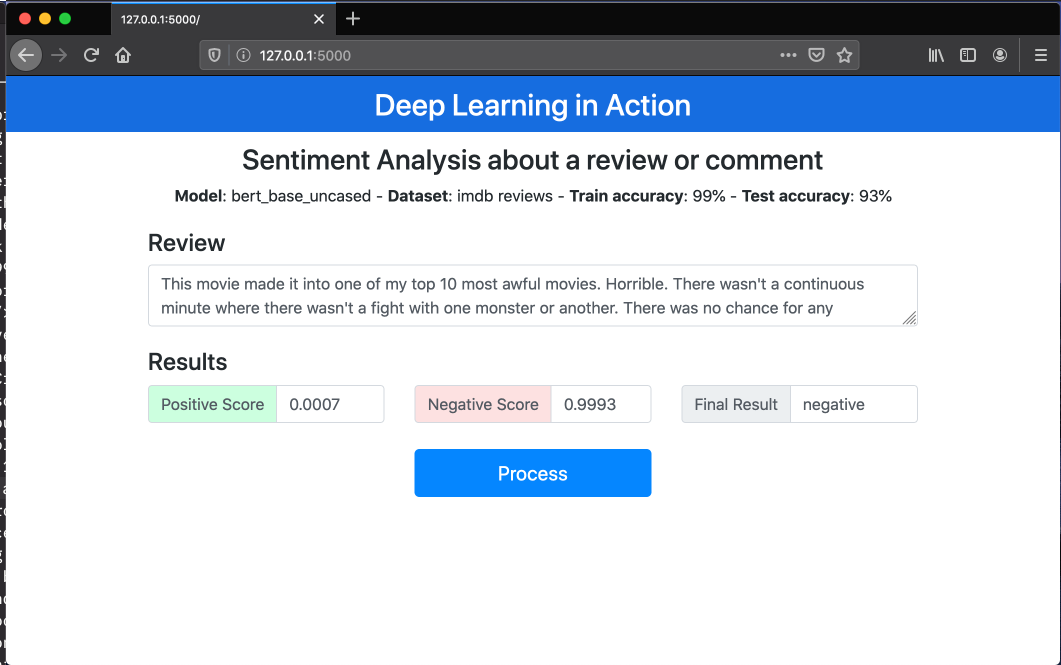 127.0.0.1:5000/
127.0.0.1:5000
Deep Learning in Action
Sentiment Analysis about a review or comment
Model: bert_base_uncased - Dataset: imdb reviews - Train accuracy: 99% - Test accuracy: 93%
Review
This movie made it into one of my top 10 most awful movies. Horrible. There wasn't a continuous
minute where there wasn't a fight with one monster or another. There was no chance for any
Results
Positive Score 0.0007 Negative Score 0.9993 Final Result negative
Process